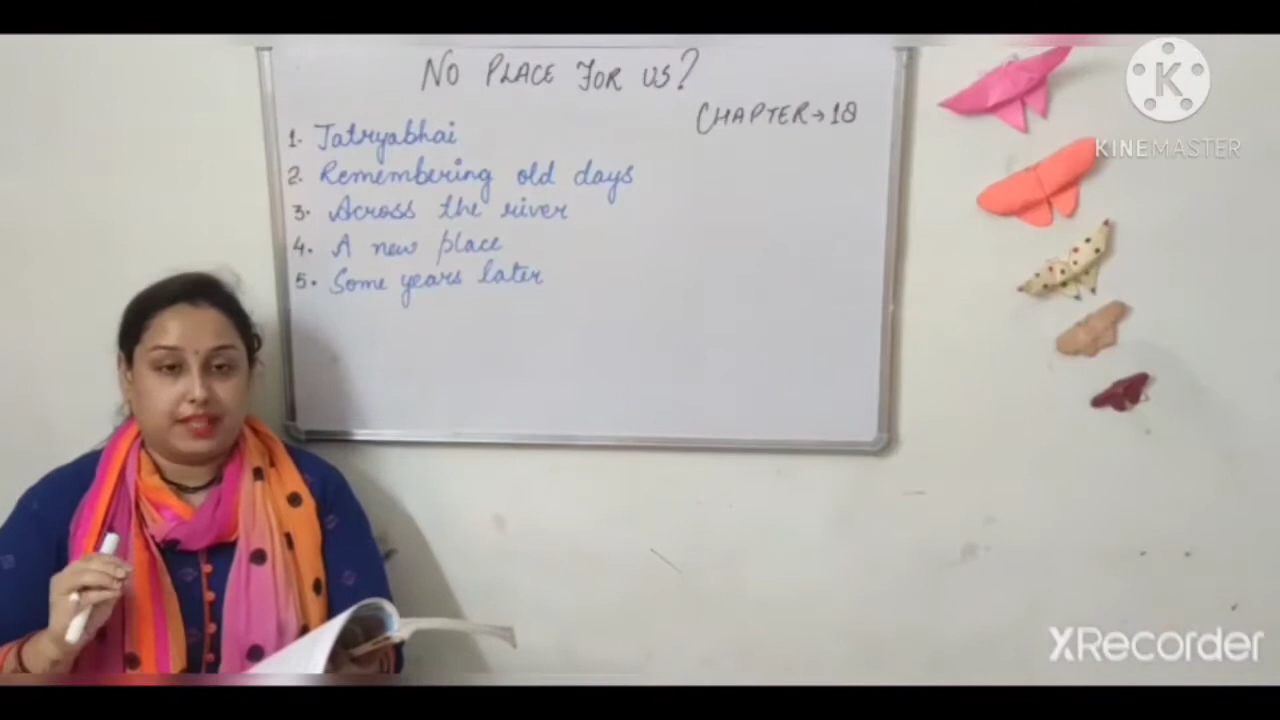 NO PLACE FOR US?
CHAPTER→18
1. Jatryabhai
2. Remembering old days
3. Across the river
4. A new place
5. Some years later
K
KINEMASTER
XRecorder